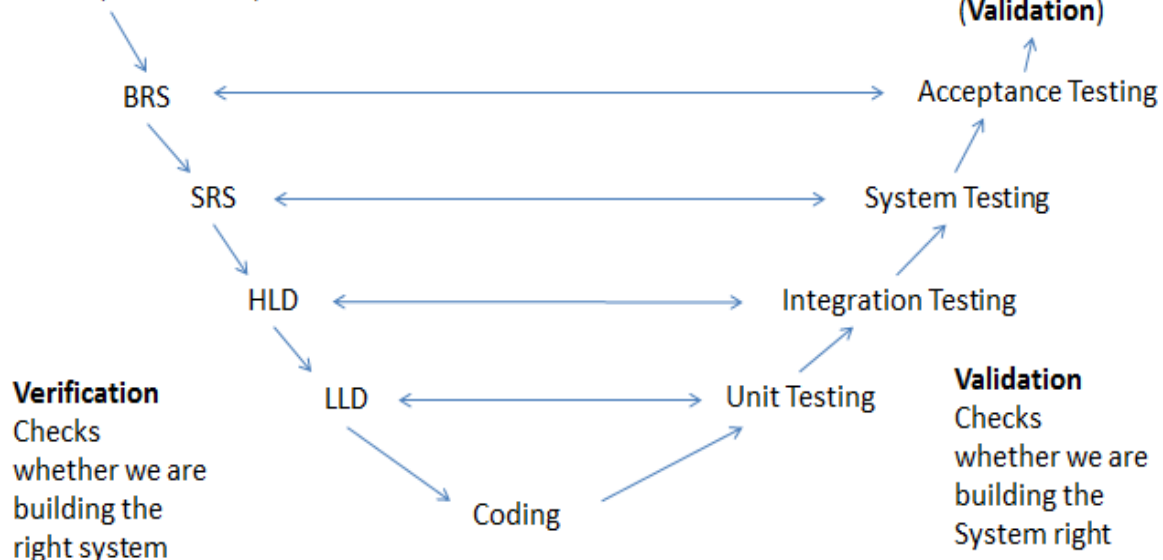 (Validation)
BRS
Acceptance Testing
SRS
System Testing
HLD
Integration Testing
LLD
Unit Testing
Coding
Verification
Checks
whether we are
building the
right system
Validation
Checks
whether we are
building the
System right